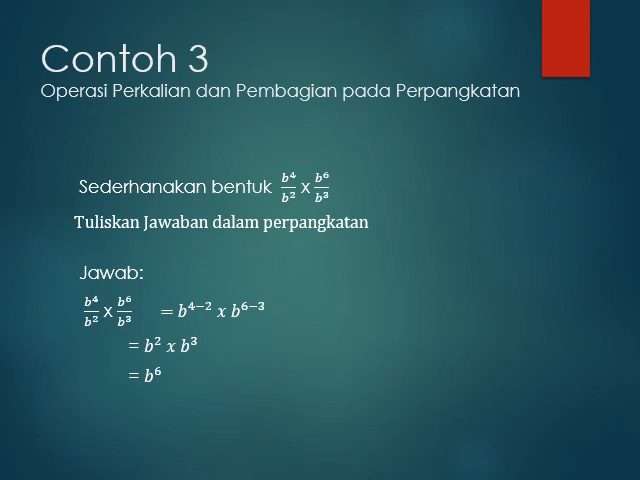 Contoh 3
Operasi Perkalian dan Pembagian pada Perpangkatan
Sederhanakan bentuk b⁴/b² x b⁶/b³
Tuliskan Jawaban dalam perpangkatan
Jawab:
b⁴/b² x b⁶/b³ = b⁴⁻² x b⁶⁻³
= b² x b³
= b⁶